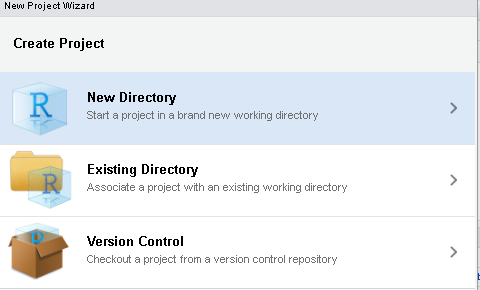 New Project Wizard
Create Project
New Directory
Start a project in a brand new working directory
Existing Directory
Associate a project with an existing working directory
Version Control
Checkout a project from a version control repository